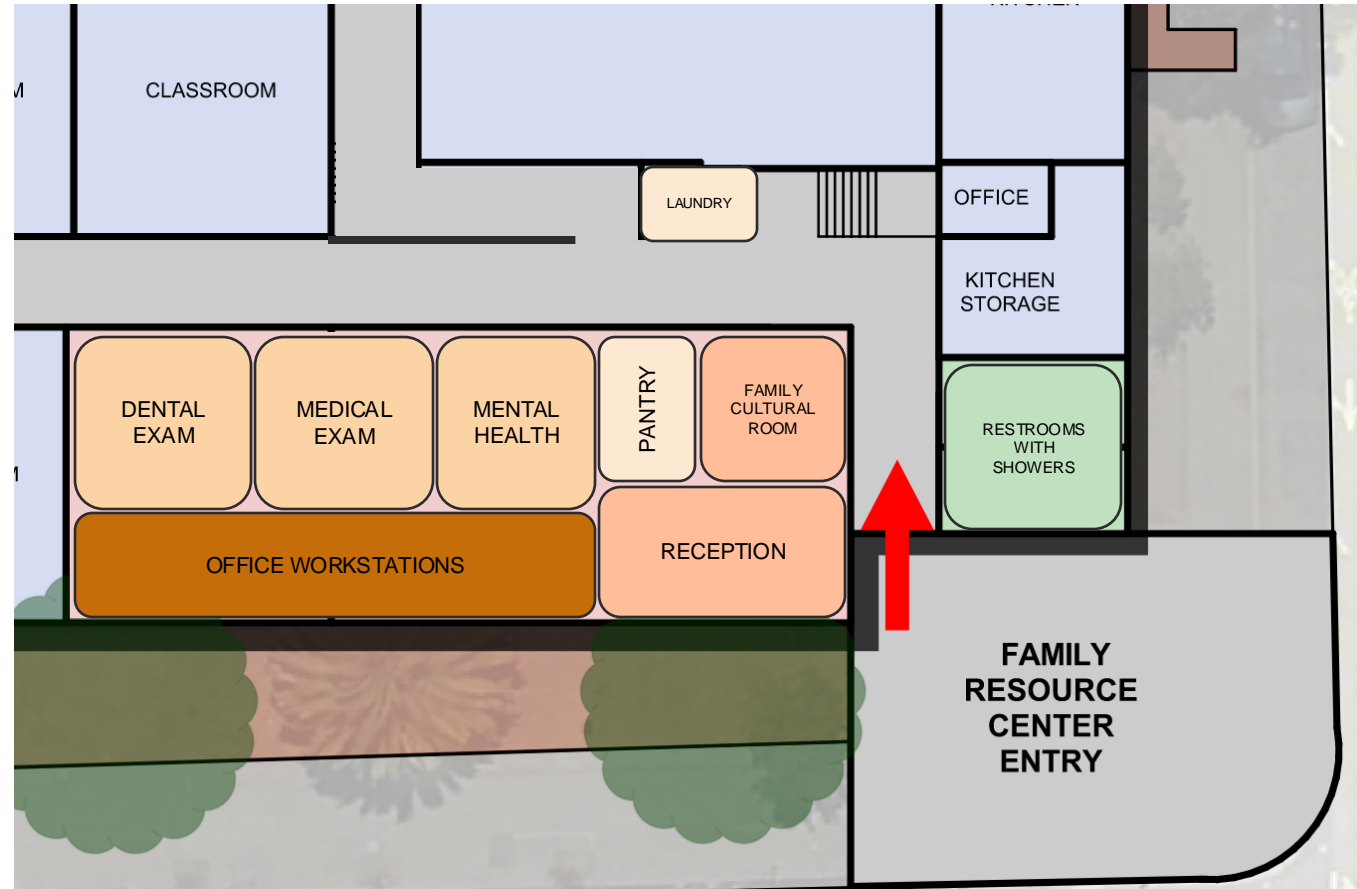 CLASSROOM
LAUNDRY
OFFICE
KITCHEN
STORAGE
DENTAL
EXAM
MEDICAL
EXAM
MENTAL
HEALTH
PANTRY
FAMILY
CULTURAL
ROOM
RESTROOMS
WITH
SHOWERS
OFFICE WORKSTATIONS
RECEPTION
FAMILY
RESOURCE
CENTER
ENTRY